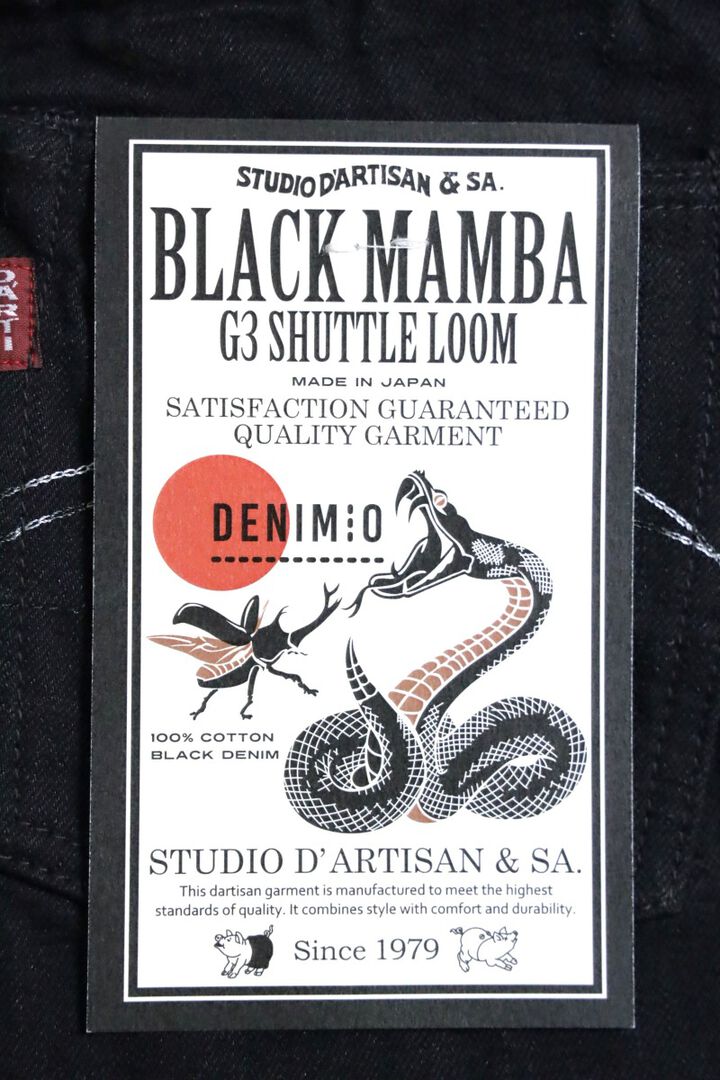 STUDIO D'ARTISAN & SA.
BLACK MAMBA
G3 SHUTTLE LOOM
MADE IN JAPAN
SATISFACTION GUARANTEED
QUALITY GARMENT
DENIMIO
100% COTTON
BLACK DENIM
STUDIO D'ARTISAN & SA.
This dartisan garment is manufactured to meet the highest
standards of quality. It combines style with comfort and durability.
Since 1979
D'ARTI